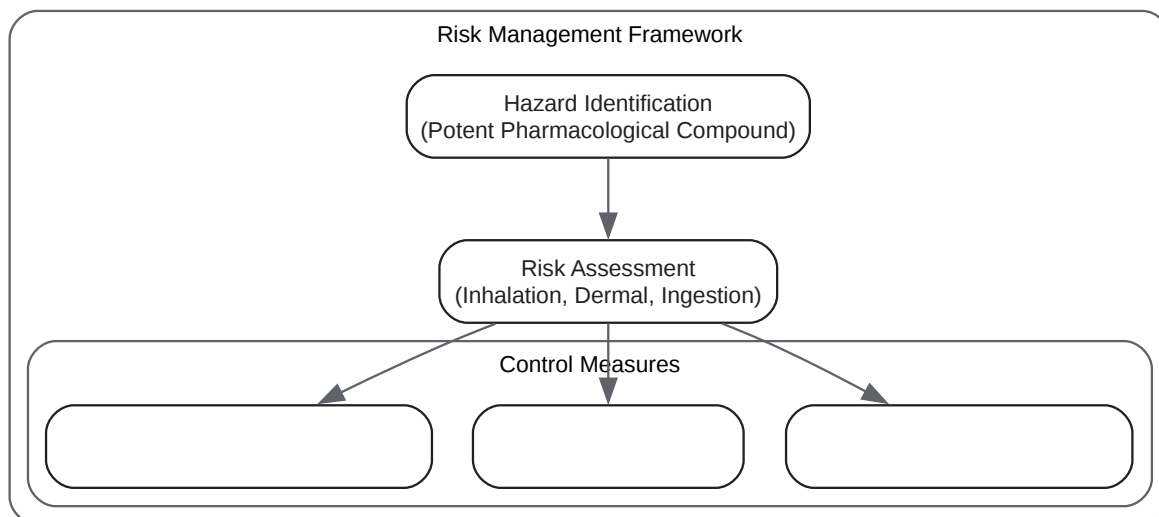 Risk Management Framework
Hazard Identification
(Potent Pharmacological Compound)
Risk Assessment
(Inhalation, Dermal, Ingestion)
Control Measures